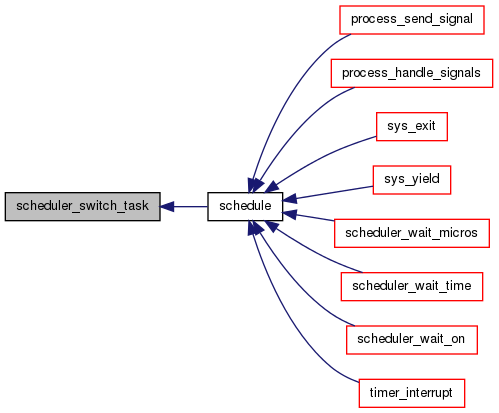 process_send_signal
process_handle_signals
sys_exit
sys_yield
scheduler_switch_task
schedule
scheduler_wait_micros
scheduler_wait_time
scheduler_wait_on
timer_interrupt